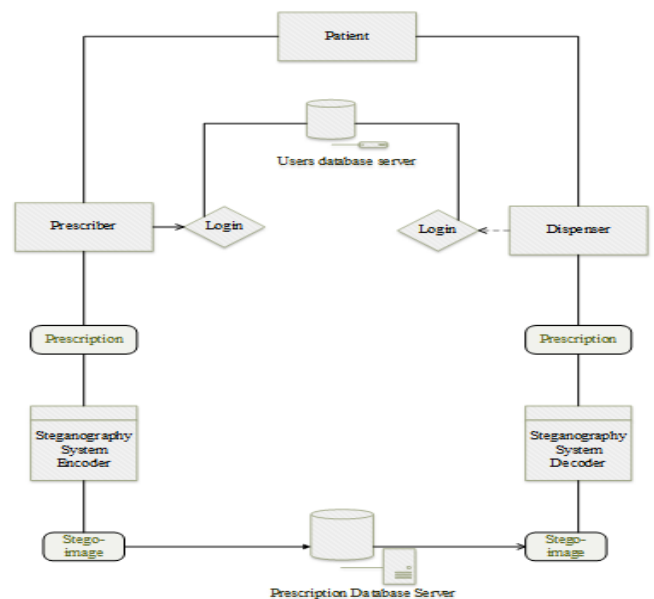 Patient
Users database server
Prescriber
Login
Login
Dispenser
Prescription
Prescription
Steganography
System
Encoder
Steganography
System
Decoder
Stego-
image
Stego-
image
Prescription Database Server